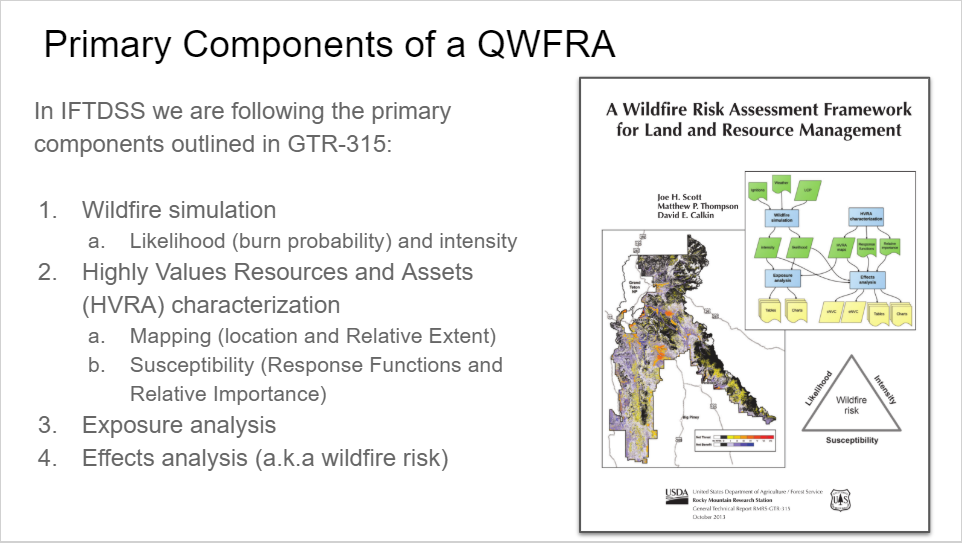 Primary Components of a QWFRA
In IFTDSS we are following the primary
components outlined in GTR-315:
1. Wildfire simulation
a. Likelihood (burn probability) and intensity
2. Highly Values Resources and Assets
(HVRA) characterization
a. Mapping (location and Relative Extent)
b. Susceptibility (Response Functions and
Relative Importance)
3. Exposure analysis
4. Effects analysis (a.k.a wildfire risk)
A Wildfire Risk Assessment Framework
for Land and Resource Management
Joe H. Scott
Matthew P. Thompson
David E. Calkin
Ignitions
Weather
LCP
Wildfire
simulation
HVRA
characterization
Intensity
likelihood
HVRA
Response
functions
Relative
importance
Exposure
analysis
Effects
analysis
Tables
Charts
eNVC
cNVC
Tables
Charts
Grand
Teton
NP
Big Piney
Net Threat
Net Benefit
Likelihood
Intensity
Wildfire
risk
Susceptibility
USDA
United States Department of Agriculture / Forest Service
Rocky Mountain Research Station
General Technical Report RMRS-GTR-315
October 2013